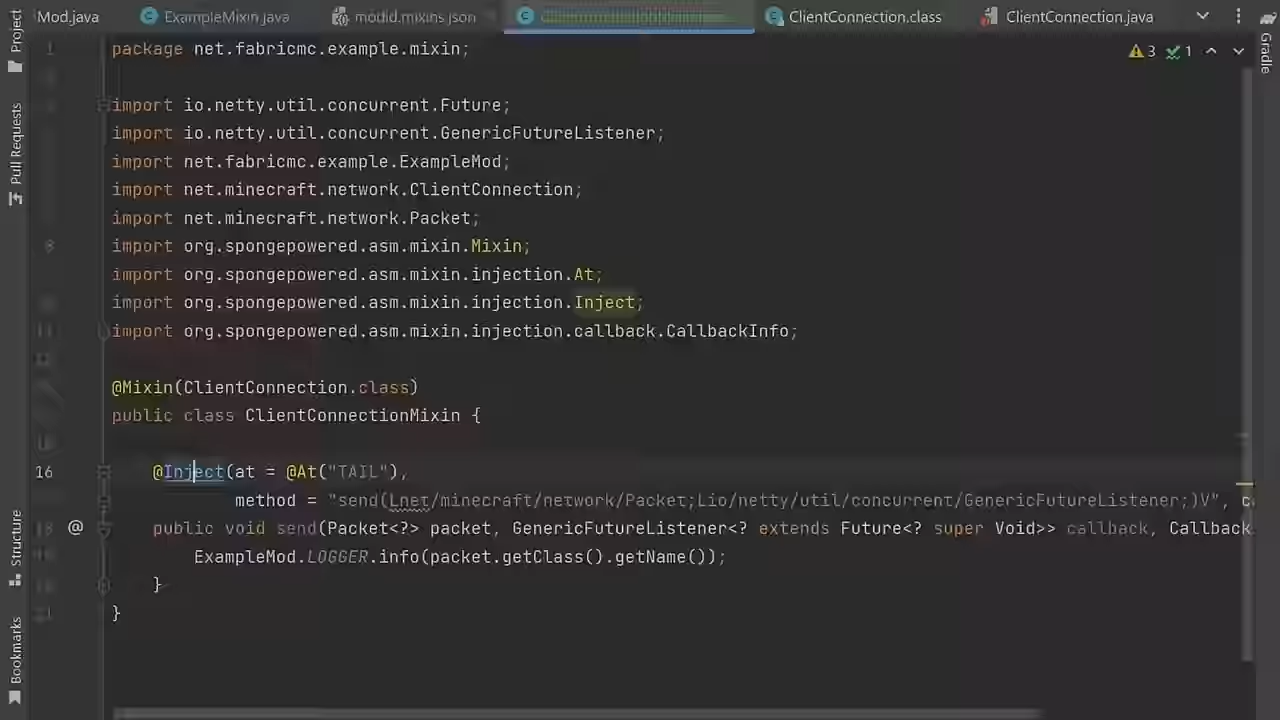 Mod.java
ExampleMixin.java
modid.mixins.json
ClientConnection.class
ClientConnection.java
Project
Pull Requests
Structure
Bookmarks
Gradle
3 1
1 package net.fabricmc.example.mixin;
import io.netty.util.concurrent.Future;
import io.netty.util.concurrent.GenericFutureListener;
import net.fabricmc.example.ExampleMod;
import net.minecraft.network.ClientConnection;
import net.minecraft.network.Packet;
import org.spongepowered.asm.mixin.Mixin;
import org.spongepowered.asm.mixin.injection.At;
import org.spongepowered.asm.mixin.injection.Inject;
import org.spongepowered.asm.mixin.injection.callback.CallbackInfo;
@Mixin(ClientConnection.class)
public class ClientConnectionMixin {
16 @Inject(at = @At("TAIL"),
method = "send(Lnet/minecraft/network/Packet;Lio/netty/util/concurrent/GenericFutureListener;)V",
public void send(Packet<?> packet, GenericFutureListener<? extends Future<? super Void>> callback, Callback
ExampleMod.LOGGER.info(packet.getClass().getName());
}
}